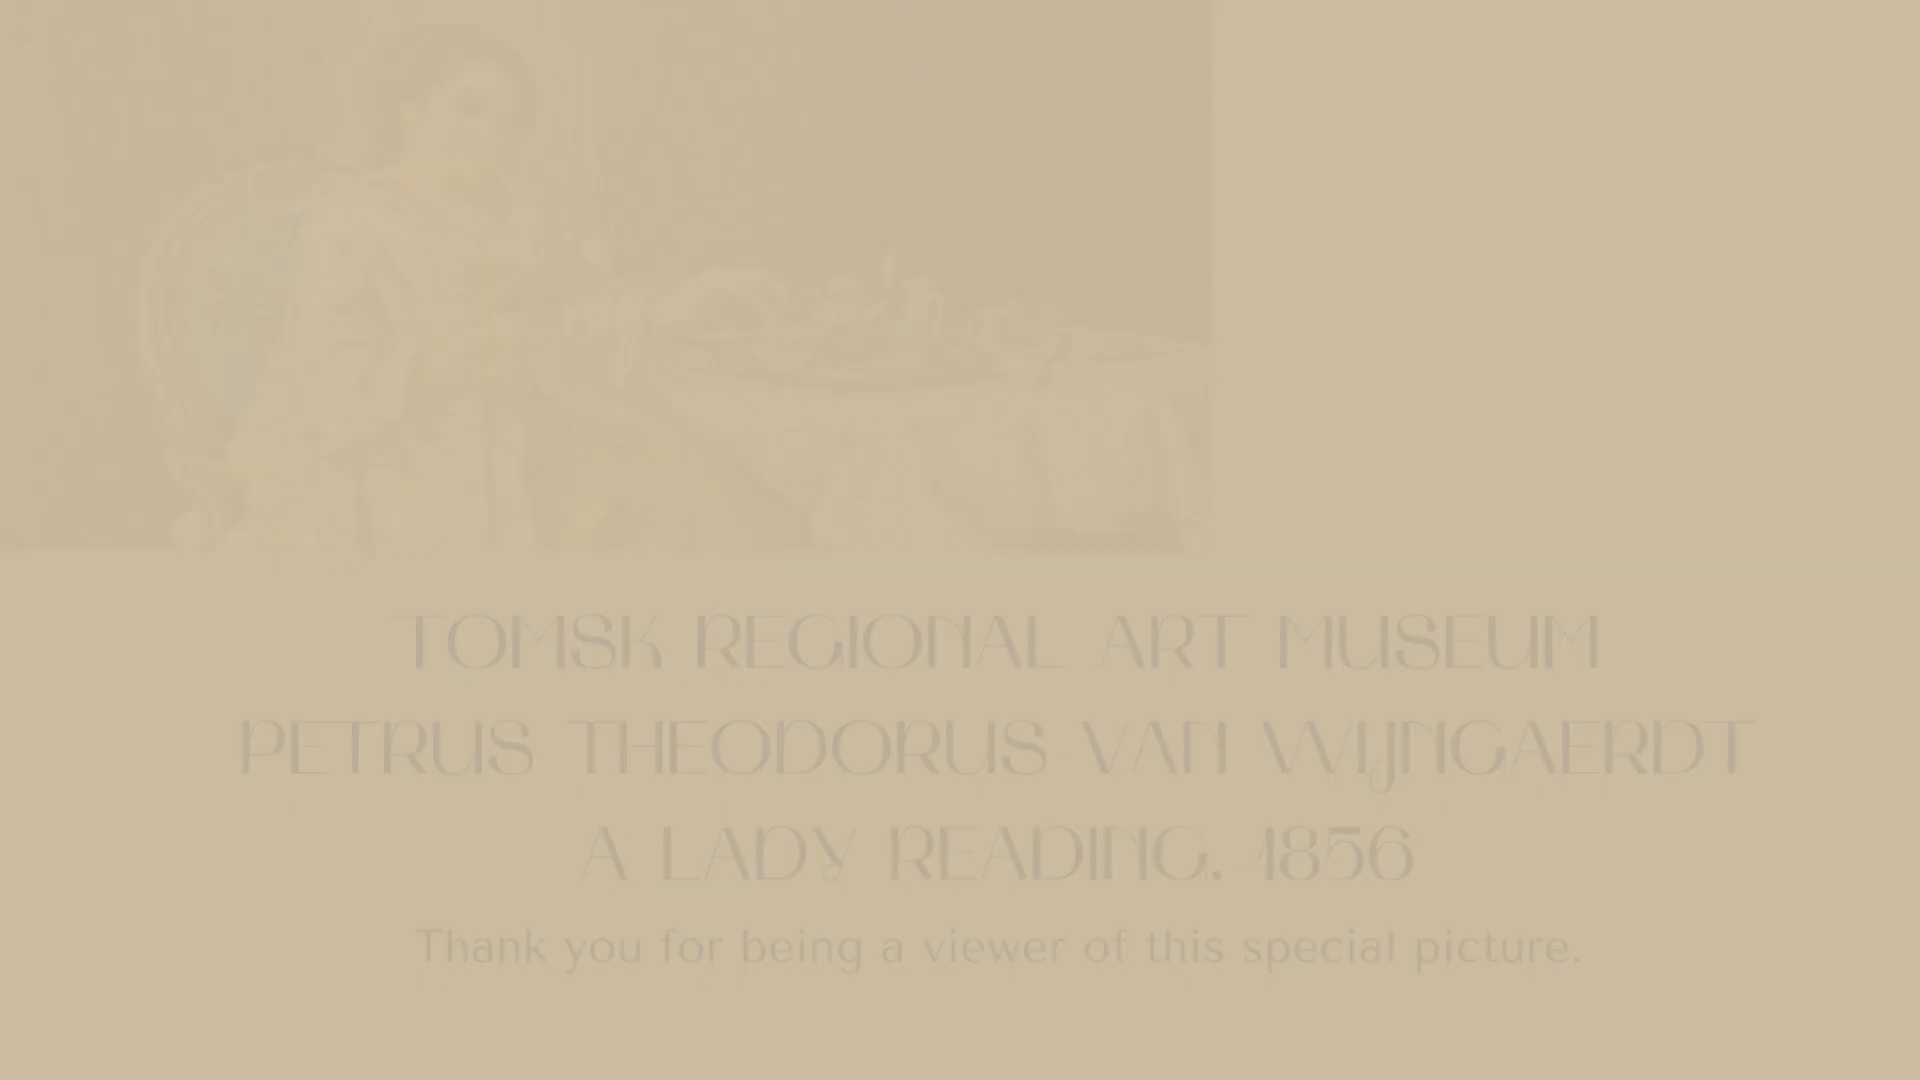 TOMSK REGIONAL ART MUSEUM
PETRUS THEODORUS VAN WIJNGAERDT
A LADY READING. 1856
Thank you for being a viewer of this special picture.